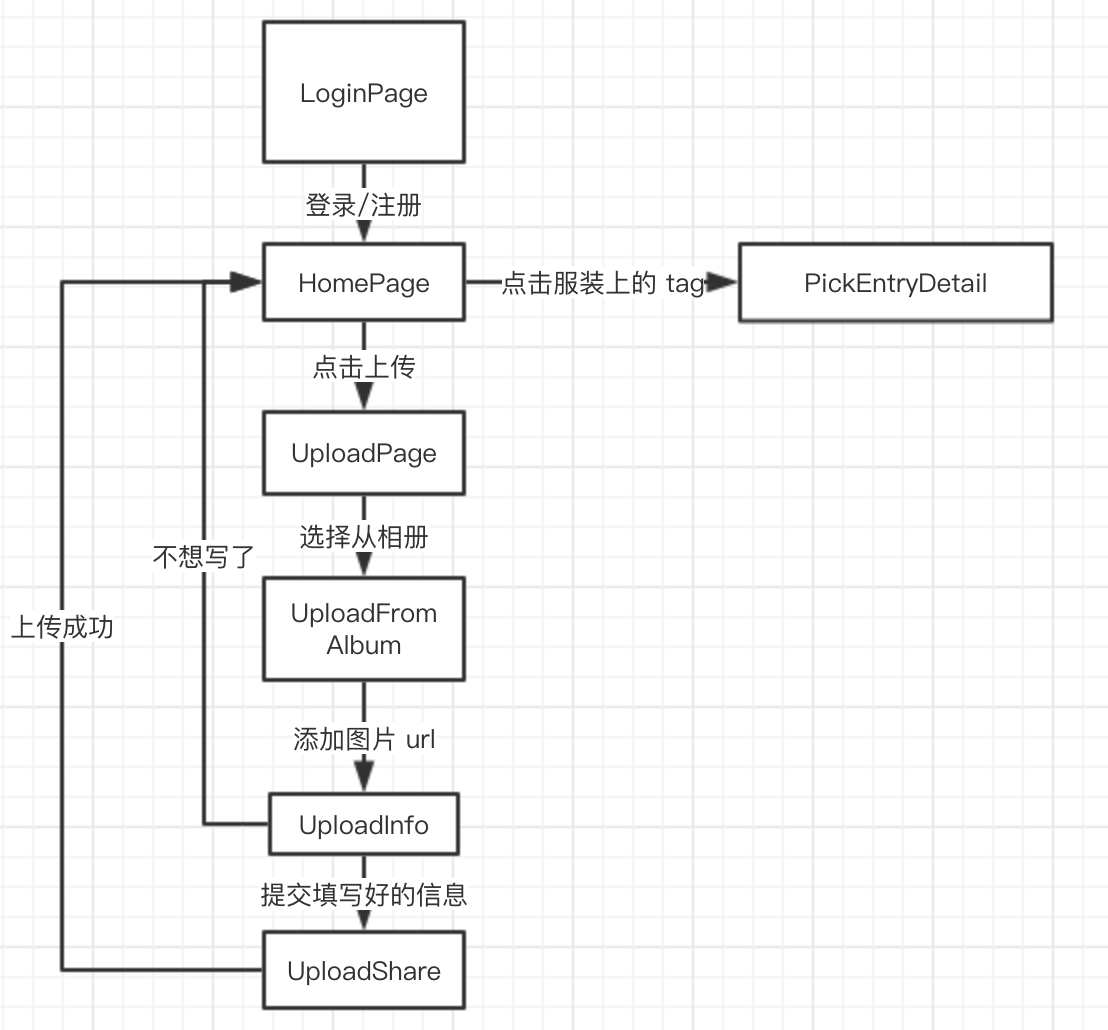 LoginPage
登录/注册
HomePage
点击服装上的 tag
PickEntryDetail
点击上传
UploadPage
选择从相册
不想写了
UploadFrom
Album
上传成功
添加图片 url
UploadInfo
提交填写好的信息
UploadShare